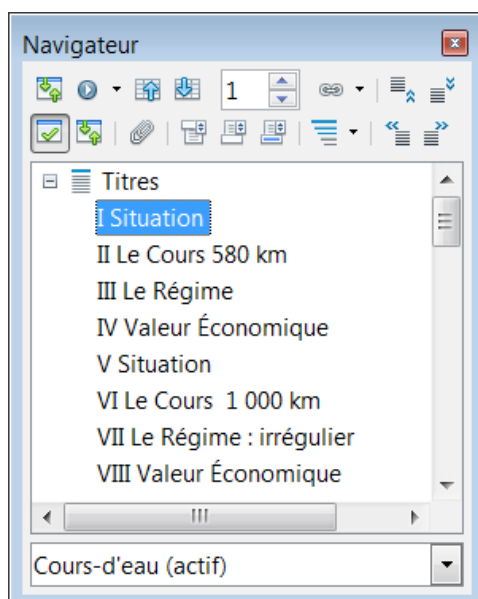 Navigateur
1
Titres
I Situation
II Le Cours 580 km
III Le Régime
IV Valeur Économique
V Situation
VI Le Cours  1 000 km
VII Le Régime : irrégulier
VIII Valeur Économique
Cours-d'eau (actif)